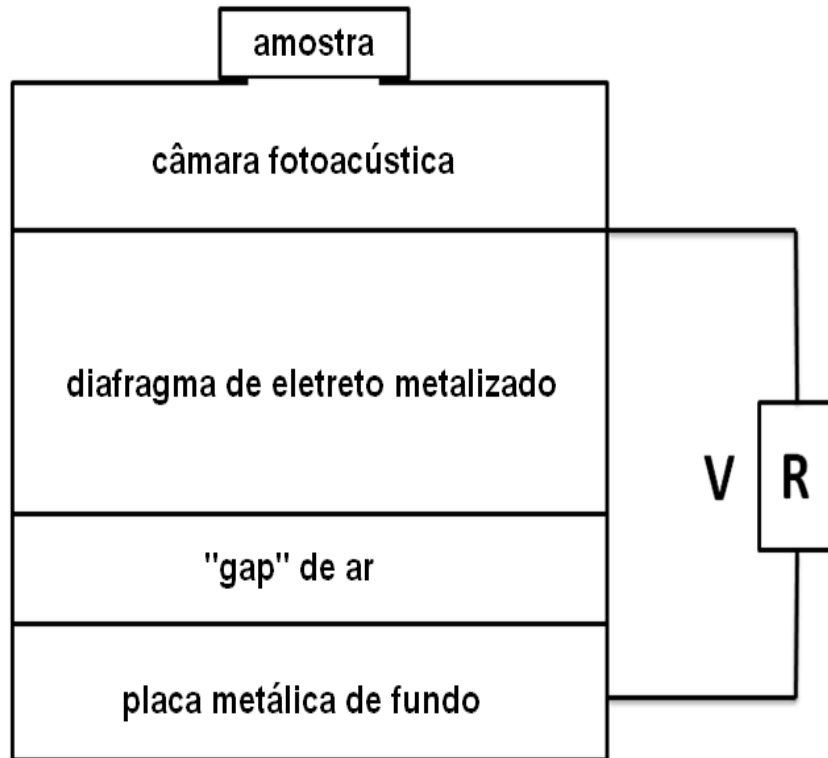 amostra
câmara fotoacústica
diafragma de eletreto metalizado
V R
"gap" de ar
placa metálica de fundo